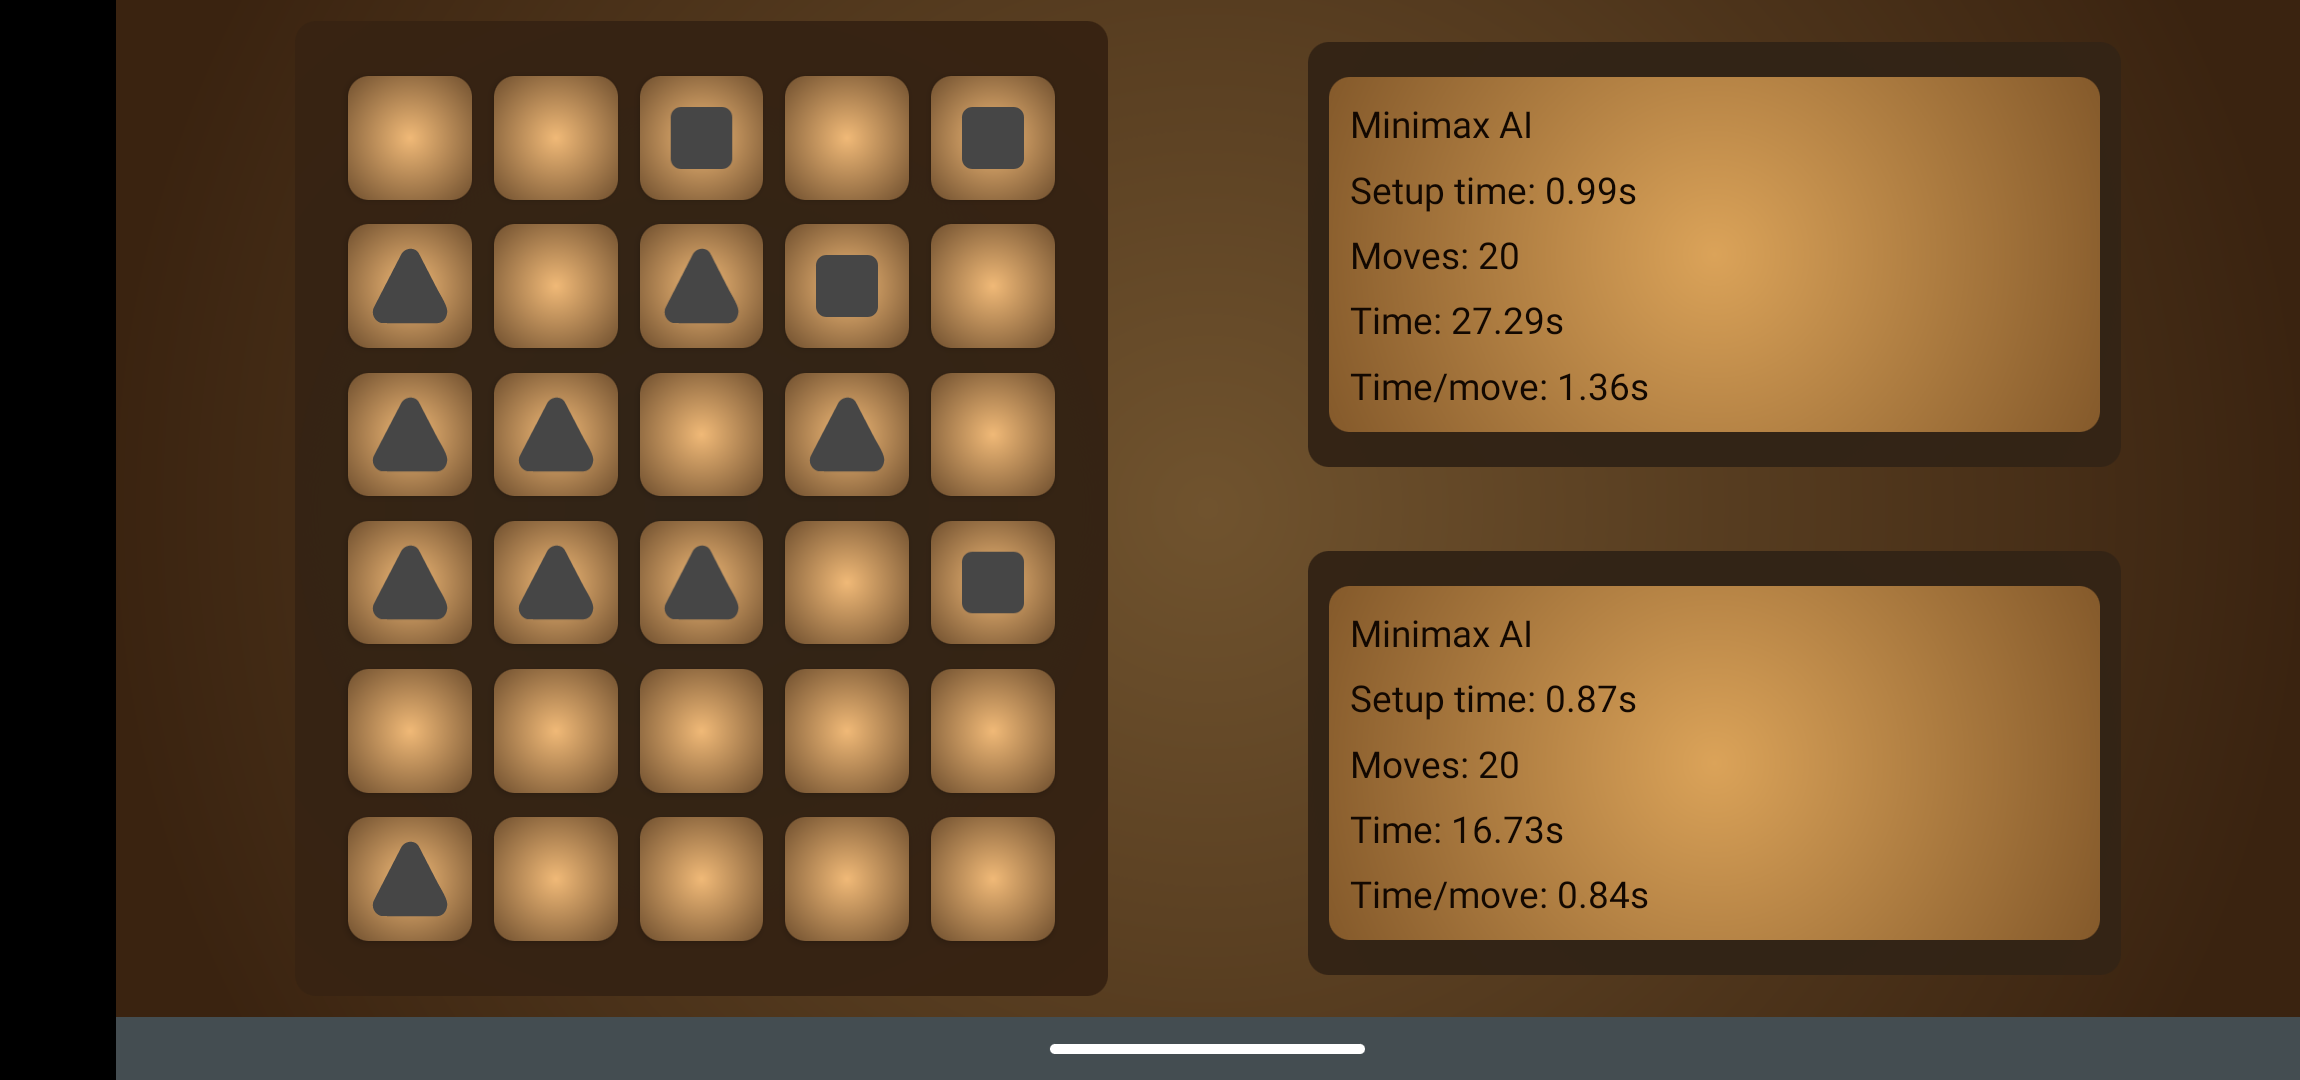 Minimax AI
Setup time: 0.99s
Moves: 20
Time: 27.29s
Time/move: 1.36s
Minimax AI
Setup time: 0.87s
Moves: 20
Time: 16.73s
Time/move: 0.84s